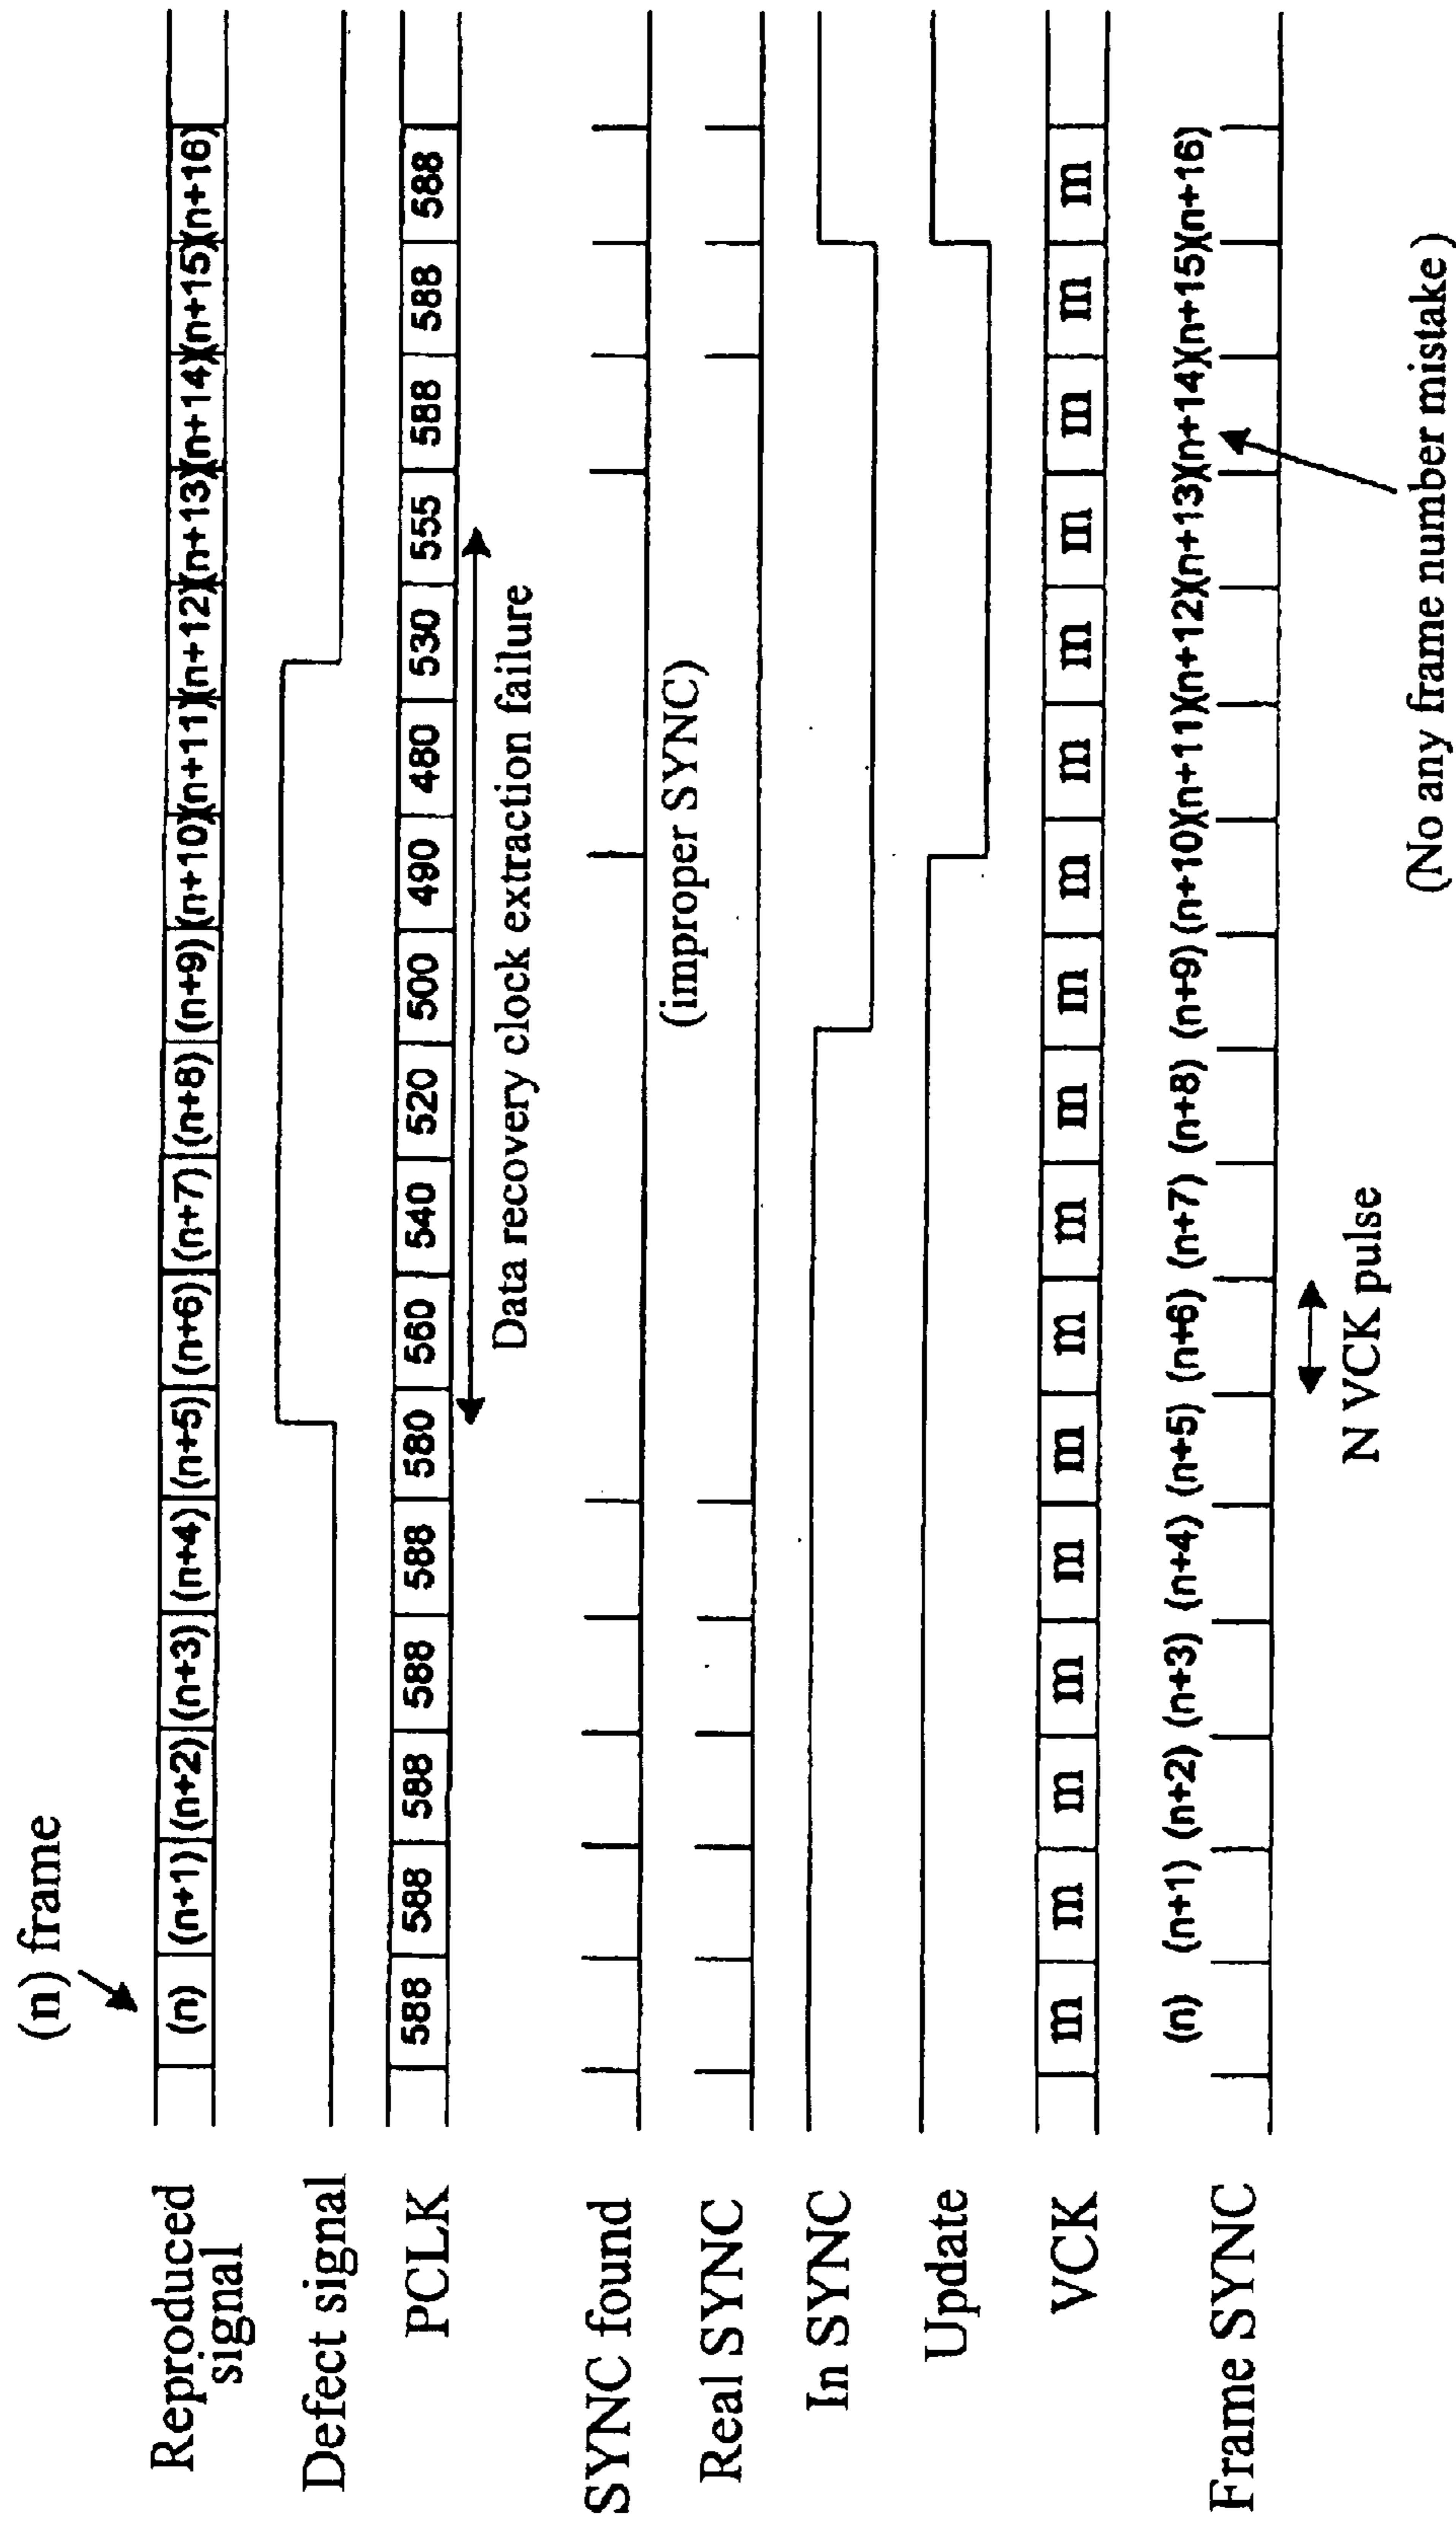 (n) frame
Reproduced signal
(n) (n+1) (n+2) (n+3) (n+4) (n+5) (n+6) (n+7) (n+8) (n+9) (n+10) (n+11) (n+12) (n+13) (n+14) (n+15) (n+16)
Defect signal
PCLK
588 588 588 588 588 580 560 540 520 500 490 480 530 555 588 588 588
Data recovery clock extraction failure
SYNC found
(improper SYNC)
Real SYNC
In SYNC
Update
VCK
m m m m m m m m m m m m m m m m m
Frame SYNC
(n) (n+1) (n+2) (n+3) (n+4) (n+5) (n+6) (n+7) (n+8) (n+9) (n+10) (n+11) (n+12) (n+13) (n+14) (n+15) (n+16)
N VCK pulse
(No any frame number mistake)